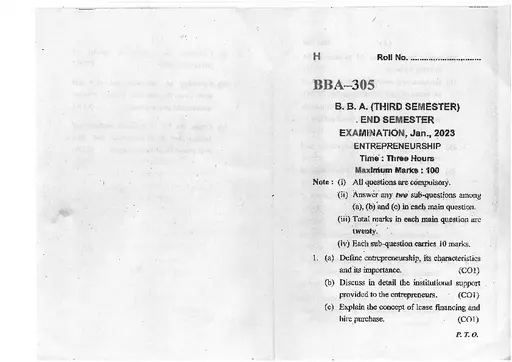 H Roll No. ..............................
BBA–305
B. B. A. (THIRD SEMESTER)
END SEMESTER
EXAMINATION, Jan., 2023
ENTREPRENEURSHIP
Time : Three Hours
Maximum Marks : 100
Note : (i) All questions are compulsory.
(ii) Answer any two sub-questions among
(a), (b) and (c) in each main question.
(iii) Total marks in each main question are
twenty.
(iv) Each sub-question carries 10 marks.
1. (a) Define entrepreneurship, its characteristics
and its importance. (CO1)
(b) Discuss in detail the institutional support
provided to the entrepreneurs. (CO1)
(c) Explain the concept of lease financing and
hire purchase. (CO1)
P. T. O.